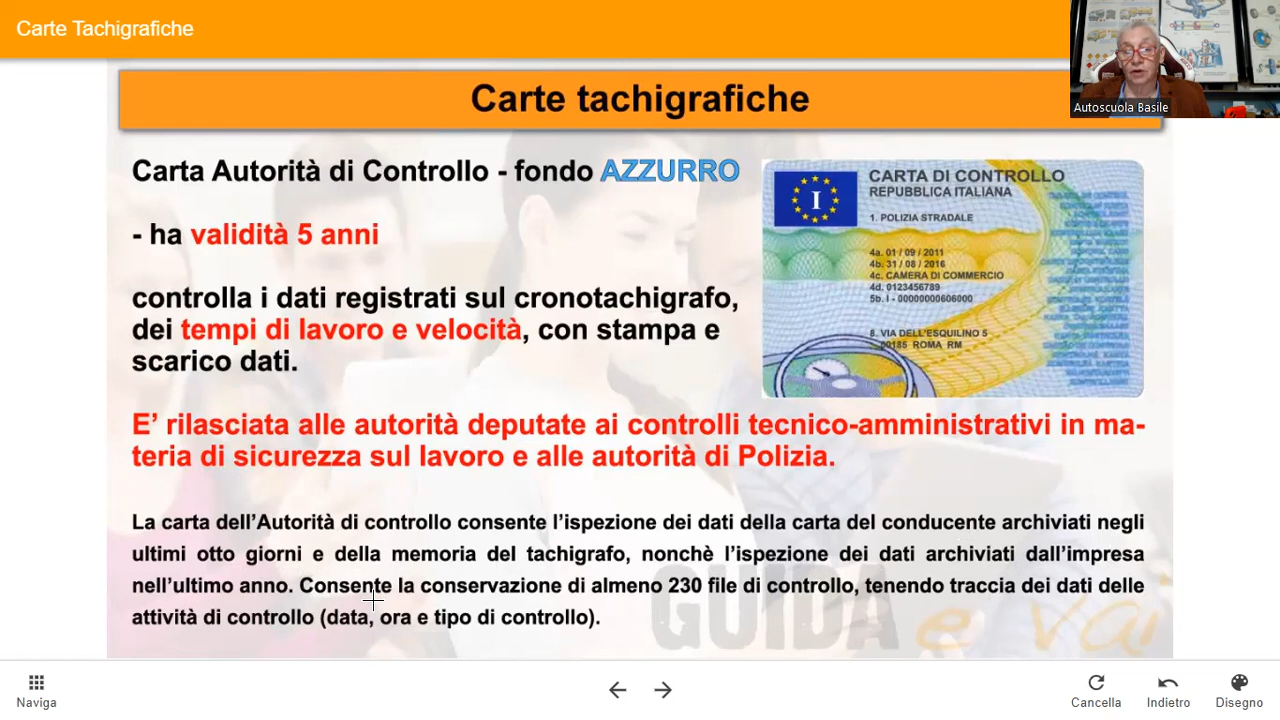 Carte Tachigrafiche
Autoscuola Basile
Carte tachigrafiche
Carta Autorità di Controllo - fondo AZZURRO
- ha validità 5 anni
controlla i dati registrati sul cronotachigrafo,
dei tempi di lavoro e velocità, con stampa e
scarico dati.
I
CARTA DI CONTROLLO
REPUBBLICA ITALIANA
1. POLIZIA STRADALE
4a. 01 / 09 / 2011
4b. 31 / 08 / 2016
4c. CAMERA DI COMMERCIO
4d. 0123456789
5b. I - 00000000606000
8. VIA DELL'ESQUILINO 5
00185 ROMA RM
E' rilasciata alle autorità deputate ai controlli tecnico-amministrativi in ma-
teria di sicurezza sul lavoro e alle autorità di Polizia.
La carta dell'Autorità di controllo consente l'ispezione dei dati della carta del conducente archiviati negli
ultimi otto giorni e della memoria del tachigrafo, nonchè l'ispezione dei dati archiviati dall'impresa
nell'ultimo anno. Consente la conservazione di almeno 230 file di controllo, tenendo traccia dei dati delle
attività di controllo (data, ora e tipo di controllo).
GUIDA e vai
Naviga
Cancella
Indietro
Disegno